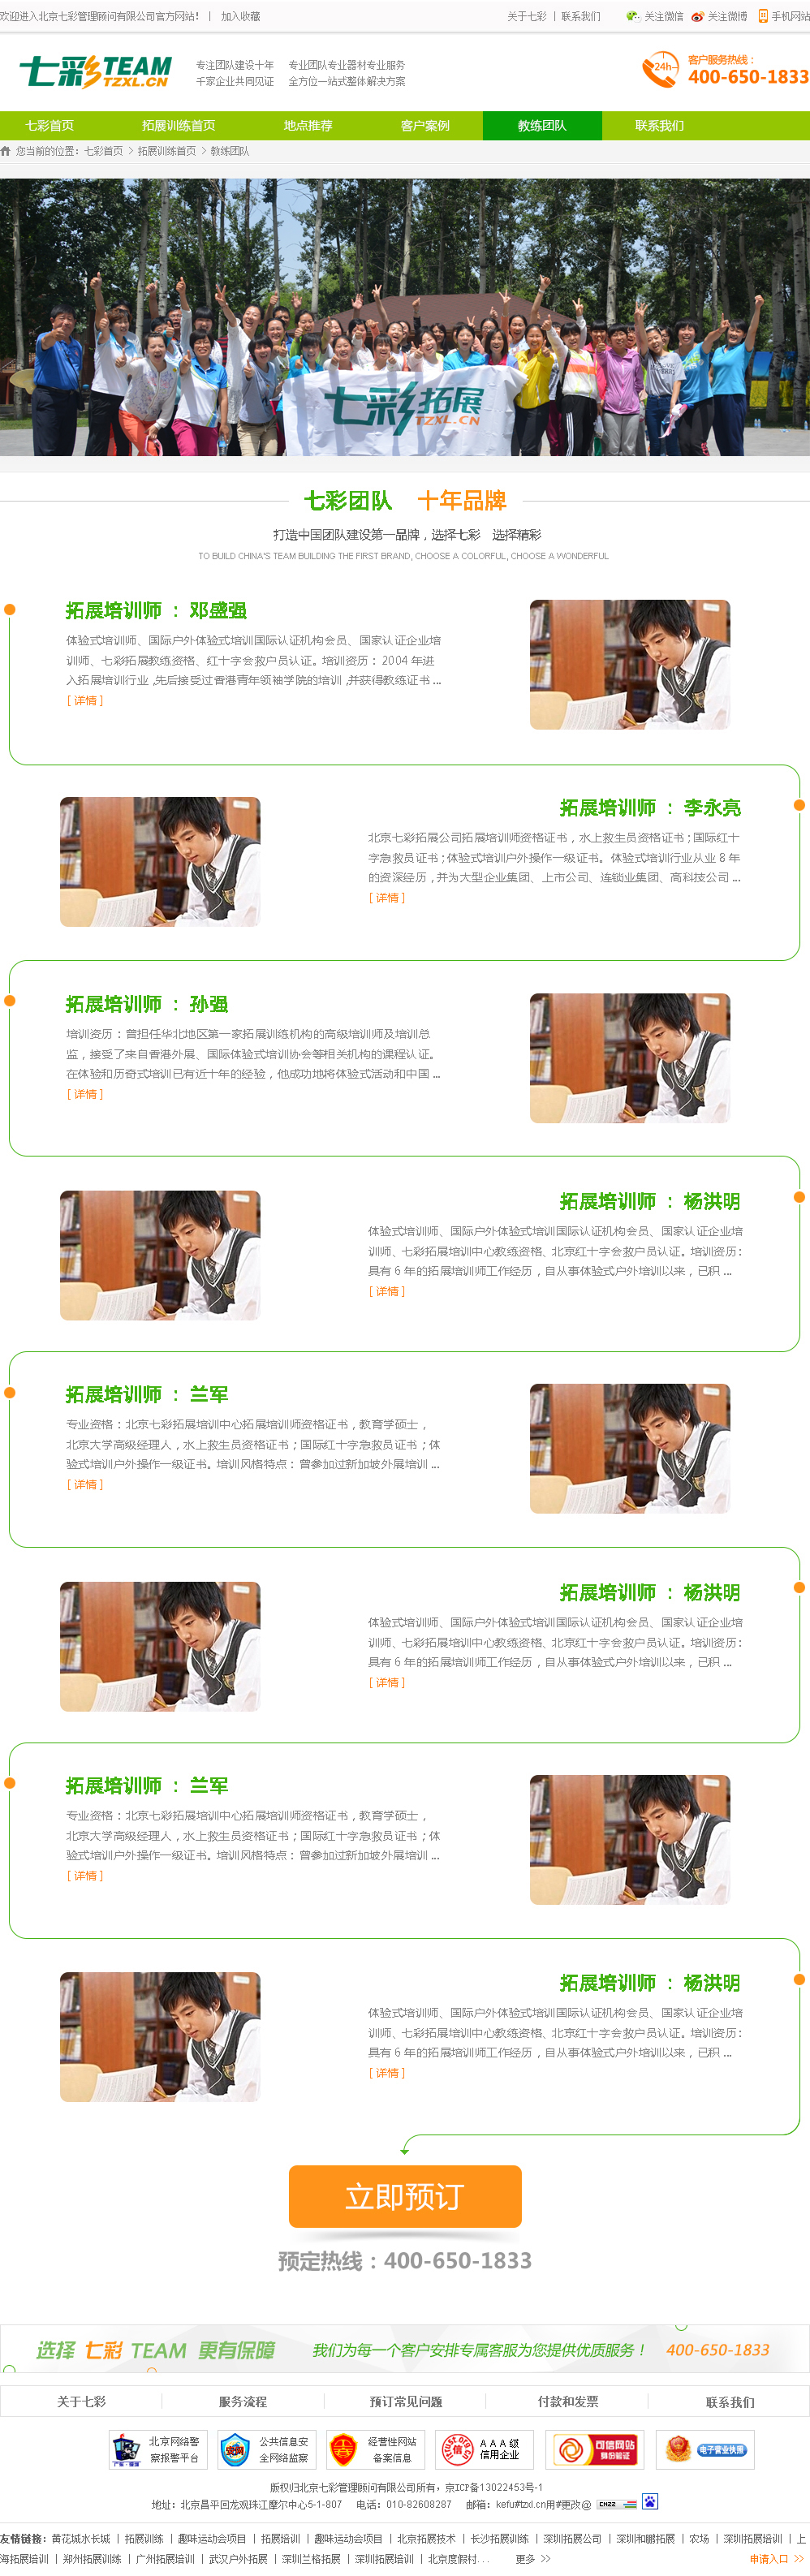 欢迎进入北京七彩管理顾问有限公司官方网站！ | 加入收藏
关于七彩 | 联系我们 关注微信 关注微博 手机网站
七彩TEAM
TZXL.CN
专注团队建设十年 专业团队专业器材专业服务
千家企业共同见证 全方位一站式整体解决方案
24h
客户服务热线：
400-650-1833
七彩首页 拓展训练首页 地点推荐 客户案例 教练团队 联系我们
您当前的位置：七彩首页 > 拓展训练首页 > 教练团队
七彩拓展
TZXL.CN
七彩团队 十年品牌
打造中国团队建设第一品牌，选择七彩 选择精彩
TO BUILD CHINA'S TEAM BUILDING THE FIRST BRAND, CHOOSE A COLORFUL, CHOOSE A WONDERFUL
拓展培训师 ： 邓盛强
体验式培训师、国际户外体验式培训国际认证机构会员、国家认证企业培
训师、七彩拓展教练资格、红十字会救户员认证。培训资历：2004 年进
入拓展培训行业,先后接受过香港青年领袖学院的培训,并获得教练证书 ...
[ 详情 ]
拓展培训师 ： 李永亮
北京七彩拓展公司拓展培训师资格证书，水上救生员资格证书；国际红十
字急救员证书；体验式培训户外操作一级证书。体验式培训行业从业 8 年
的资深经历，并为大型企业集团、上市公司、连锁业集团、高科技公司 ...
[ 详情 ]
拓展培训师 ： 孙强
培训资历：曾担任华北地区第一家拓展训练机构的高级培训师及培训总
监，接受了来自香港外展、国际体验式培训协会等相关机构的课程认证。
在体验和历奇式培训已有近十年的经验，他成功地将体验式活动和中国 ...
[ 详情 ]
拓展培训师 ： 杨洪明
体验式培训师、国际户外体验式培训国际认证机构会员、国家认证企业培
训师、七彩拓展培训中心教练资格、北京红十字会救户员认证。培训资历：
具有 6 年的拓展培训师工作经历，自从事体验式户外培训以来，已积 ...
[ 详情 ]
拓展培训师 ： 兰军
专业资格：北京七彩拓展培训中心拓展培训师资格证书，教育学硕士，
北京大学高级经理人，水上救生员资格证书；国际红十字急救员证书；体
验式培训户外操作一级证书。培训风格特点：曾参加过新加坡外展培训 ...
[ 详情 ]
拓展培训师 ： 杨洪明
体验式培训师、国际户外体验式培训国际认证机构会员、国家认证企业培
训师、七彩拓展培训中心教练资格、北京红十字会救户员认证。培训资历：
具有 6 年的拓展培训师工作经历，自从事体验式户外培训以来，已积 ...
[ 详情 ]
拓展培训师 ： 兰军
专业资格：北京七彩拓展培训中心拓展培训师资格证书，教育学硕士，
北京大学高级经理人，水上救生员资格证书；国际红十字急救员证书；体
验式培训户外操作一级证书。培训风格特点：曾参加过新加坡外展培训 ...
[ 详情 ]
拓展培训师 ： 杨洪明
体验式培训师、国际户外体验式培训国际认证机构会员、国家认证企业培
训师、七彩拓展培训中心教练资格、北京红十字会救户员认证。培训资历：
具有 6 年的拓展培训师工作经历，自从事体验式户外培训以来，已积 ...
[ 详情 ]
立即预订
预定热线：400-650-1833
选择 七彩 TEAM 更有保障 我们为每一个客户安排专属客服为您提供优质服务！ 400-650-1833
关于七彩 服务流程 预订常见问题 付款和发票 联系我们
北京网络警
察报警平台
公共信息安
全网络监察
经营性网站
备案信息
AAA级
信用企业
可信网站
身份验证
电子营业执照
版权归北京七彩管理顾问有限公司所有，京ICP备13022453号-1
地址：北京昌平回龙观珠江摩尔中心5-1-807 电话：010-82608287 邮箱：kefu#tzxl.cn用#更改@ CNZZ
友情链接：黄花城水长城 | 拓展训练 | 趣味运动会项目 | 拓展培训 | 趣味运动会项目 | 北京拓展技术 | 长沙拓展训练 | 深圳拓展公司 | 深圳和鹏拓展 | 农场 | 深圳拓展培训 | 上
海拓展培训 | 郑州拓展训练 | 广州拓展培训 | 武汉户外拓展 | 深圳兰格拓展 | 深圳拓展培训 | 北京度假村... 更多 >> 申请入口 >>